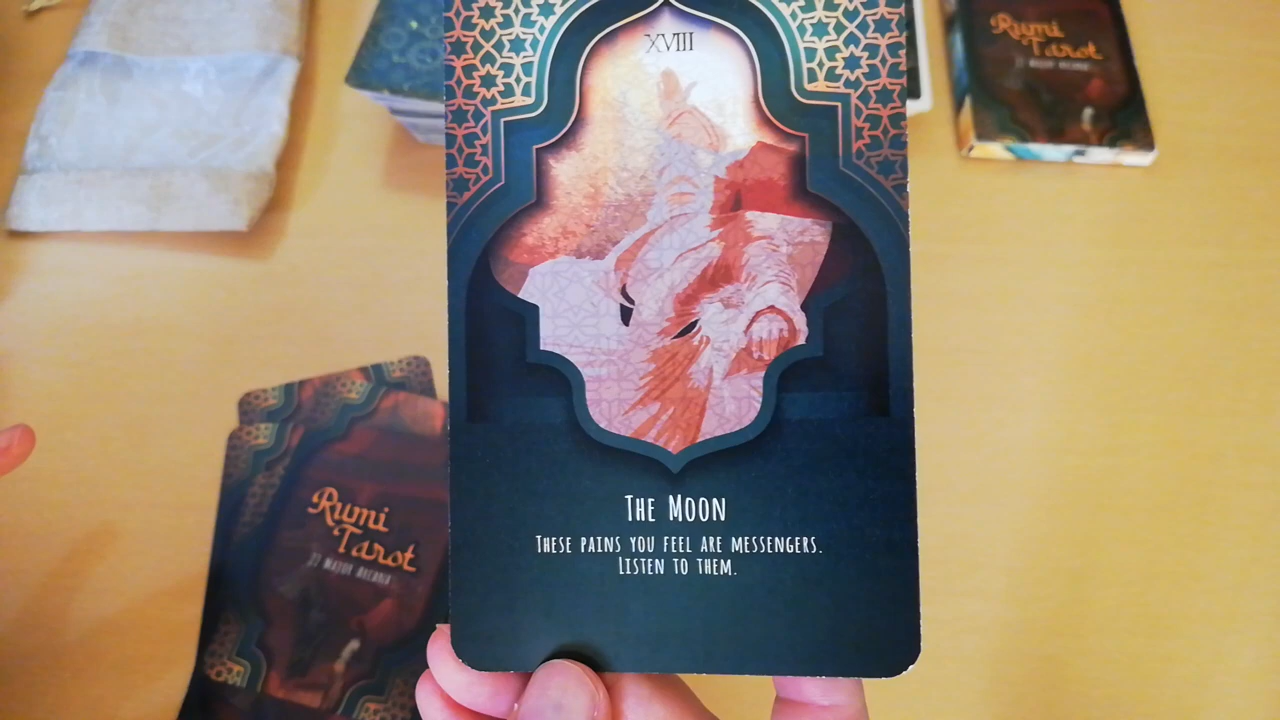 XVIII
The Moon
These pains you feel are messengers.
Listen to them.
Rumi
Tarot
22 Major Arcana
Rumi
Tarot